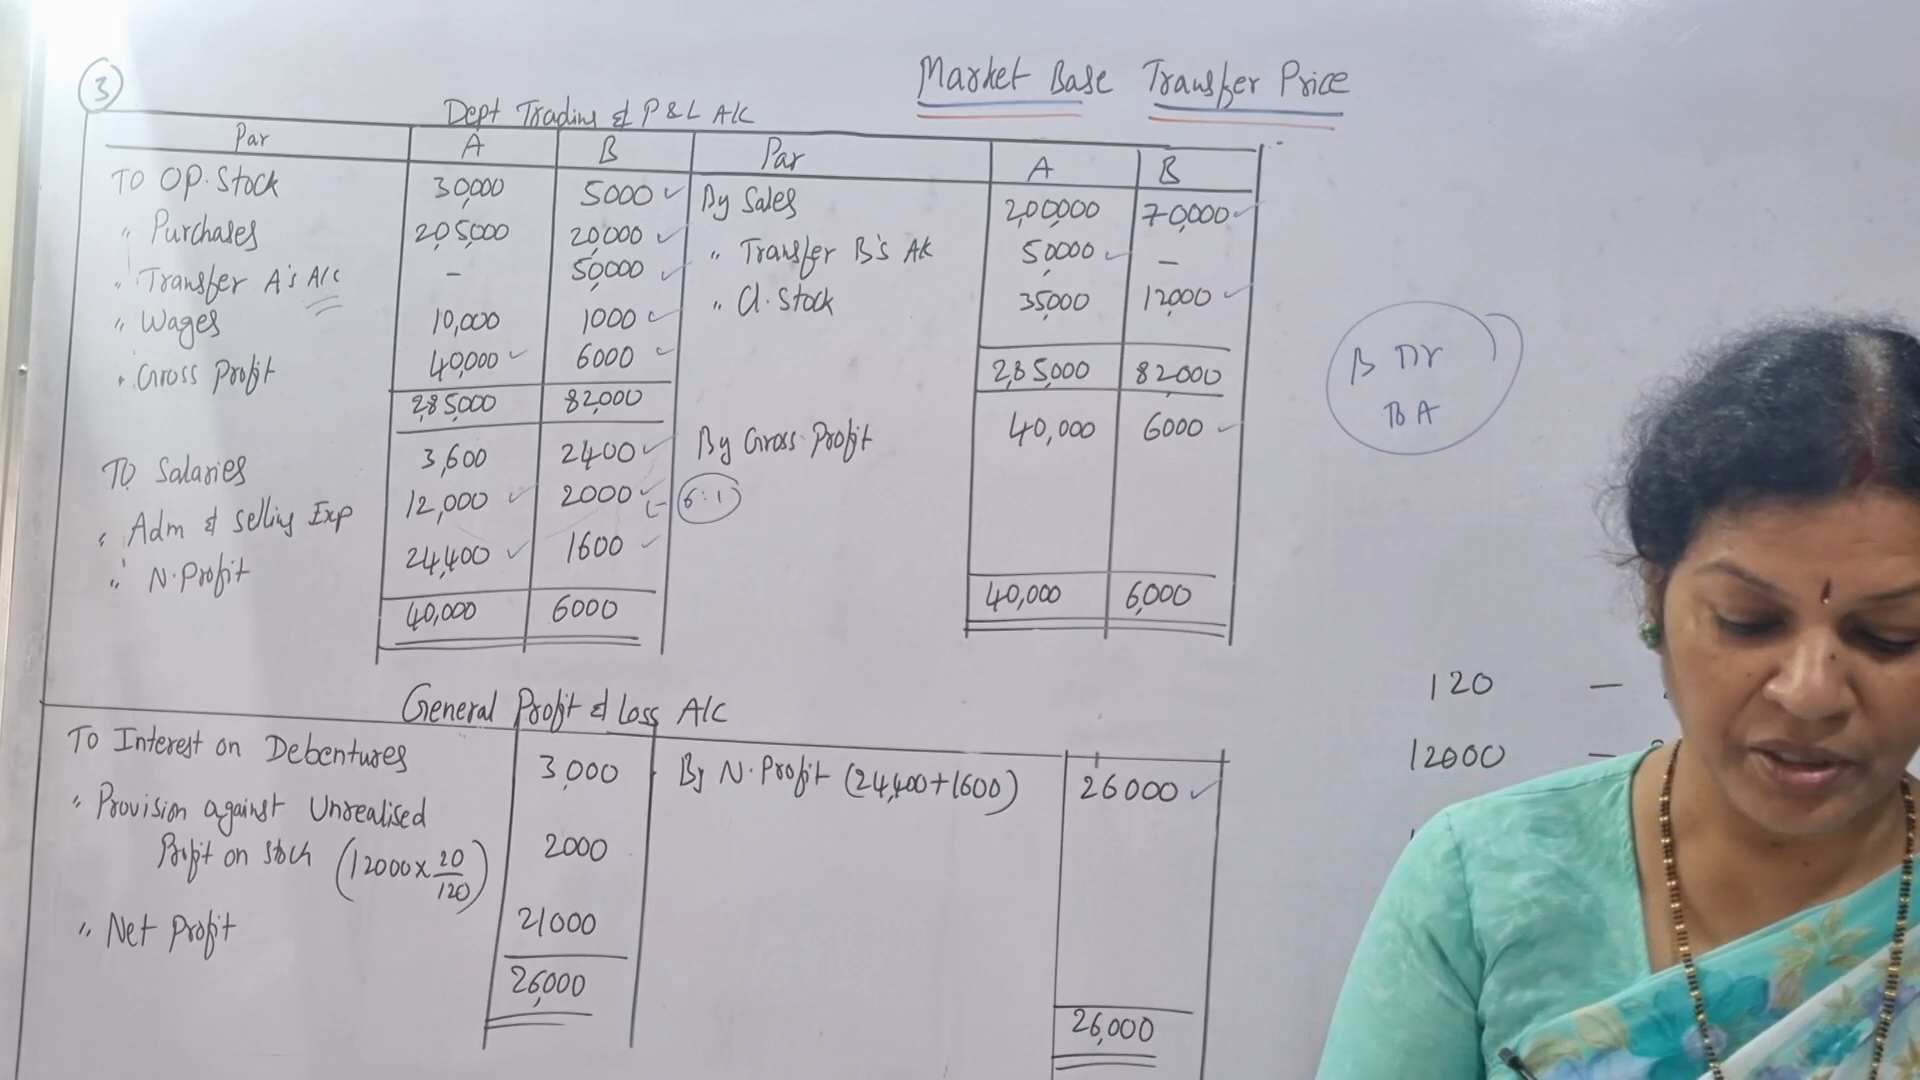 3
Market Base Transfer Price
Dept Trading & P&L A/c
Par A B Par A B
TO OP. Stock 30,000 5000 ✓ By Sales 2,00,000 70,000 ✓
" Purchases 2,05,000 20,000 ✓ " Transfer B's A/c 50,000 ✓ –
" Transfer A's A/c – 50,000 ✓ " Cl. Stock 35,000 12,000 ✓
" Wages 10,000 1000 ✓
" Gross Profit 40,000 ✓ 6000 ✓ 2,85,000 82,000
2,85,000 82,000
TO Salaries 3,600 2400 ✓ By Gross Profit 40,000 6000 ✓
" Adm & Selling Exp 12,000 ✓ 2000 ✓ 6:1
" N. Profit 24,400 ✓ 1600 ✓
40,000 6000 40,000 6,000
B Dr
To A
General Profit & Loss A/C
To Interest on Debentures 3,000 By N. Profit (24,400+1600) 26000 ✓
" Provision against Unrealised
Profit on Stock (12000 x 20/120) 2000
" Net Profit 21000
26,000 26,000
120 –
12000 –